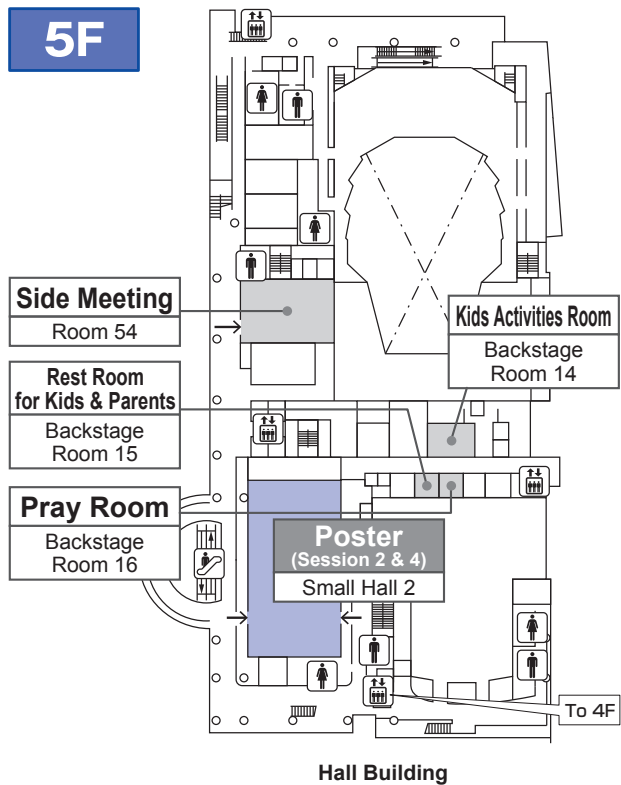 5F
Side Meeting
Room 54
Kids Activities Room
Backstage
Room 14
Rest Room
for Kids & Parents
Backstage
Room 15
Pray Room
Backstage
Room 16
Poster
(Session 2 & 4)
Small Hall 2
To 4F
Hall Building